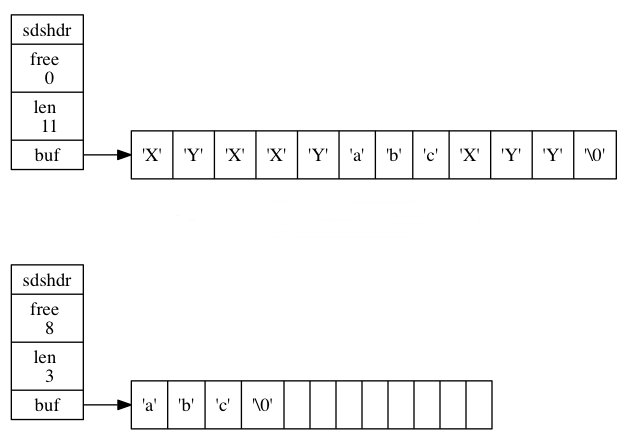 sdshdr
free
0
len
11
buf
'X' 'Y' 'X' 'X' 'Y' 'a' 'b' 'c' 'X' 'Y' 'Y' '\0'
sdshdr
free
8
len
3
buf
'a' 'b' 'c' '\0'